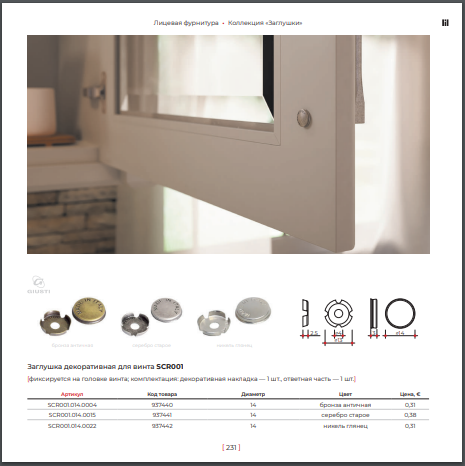 Лицевая фурнитура • Коллекция «Заглушки»
GIUSTI
бронза античная
серебро старое
никель глянец
2,5
3
⌀14
Заглушка декоративная для винта SCR001
[фиксируется на головке винта; комплектация: декоративная накладка — 1 шт., ответная часть — 1 шт.]
Артикул Код товара Диаметр Цвет Цена, €
SCR001.014.0004 937440 14 бронза античная 0,31
SCR001.014.0015 937441 14 серебро старое 0,38
SCR001.014.0022 937442 14 никель глянец 0,31
[ 231 ]